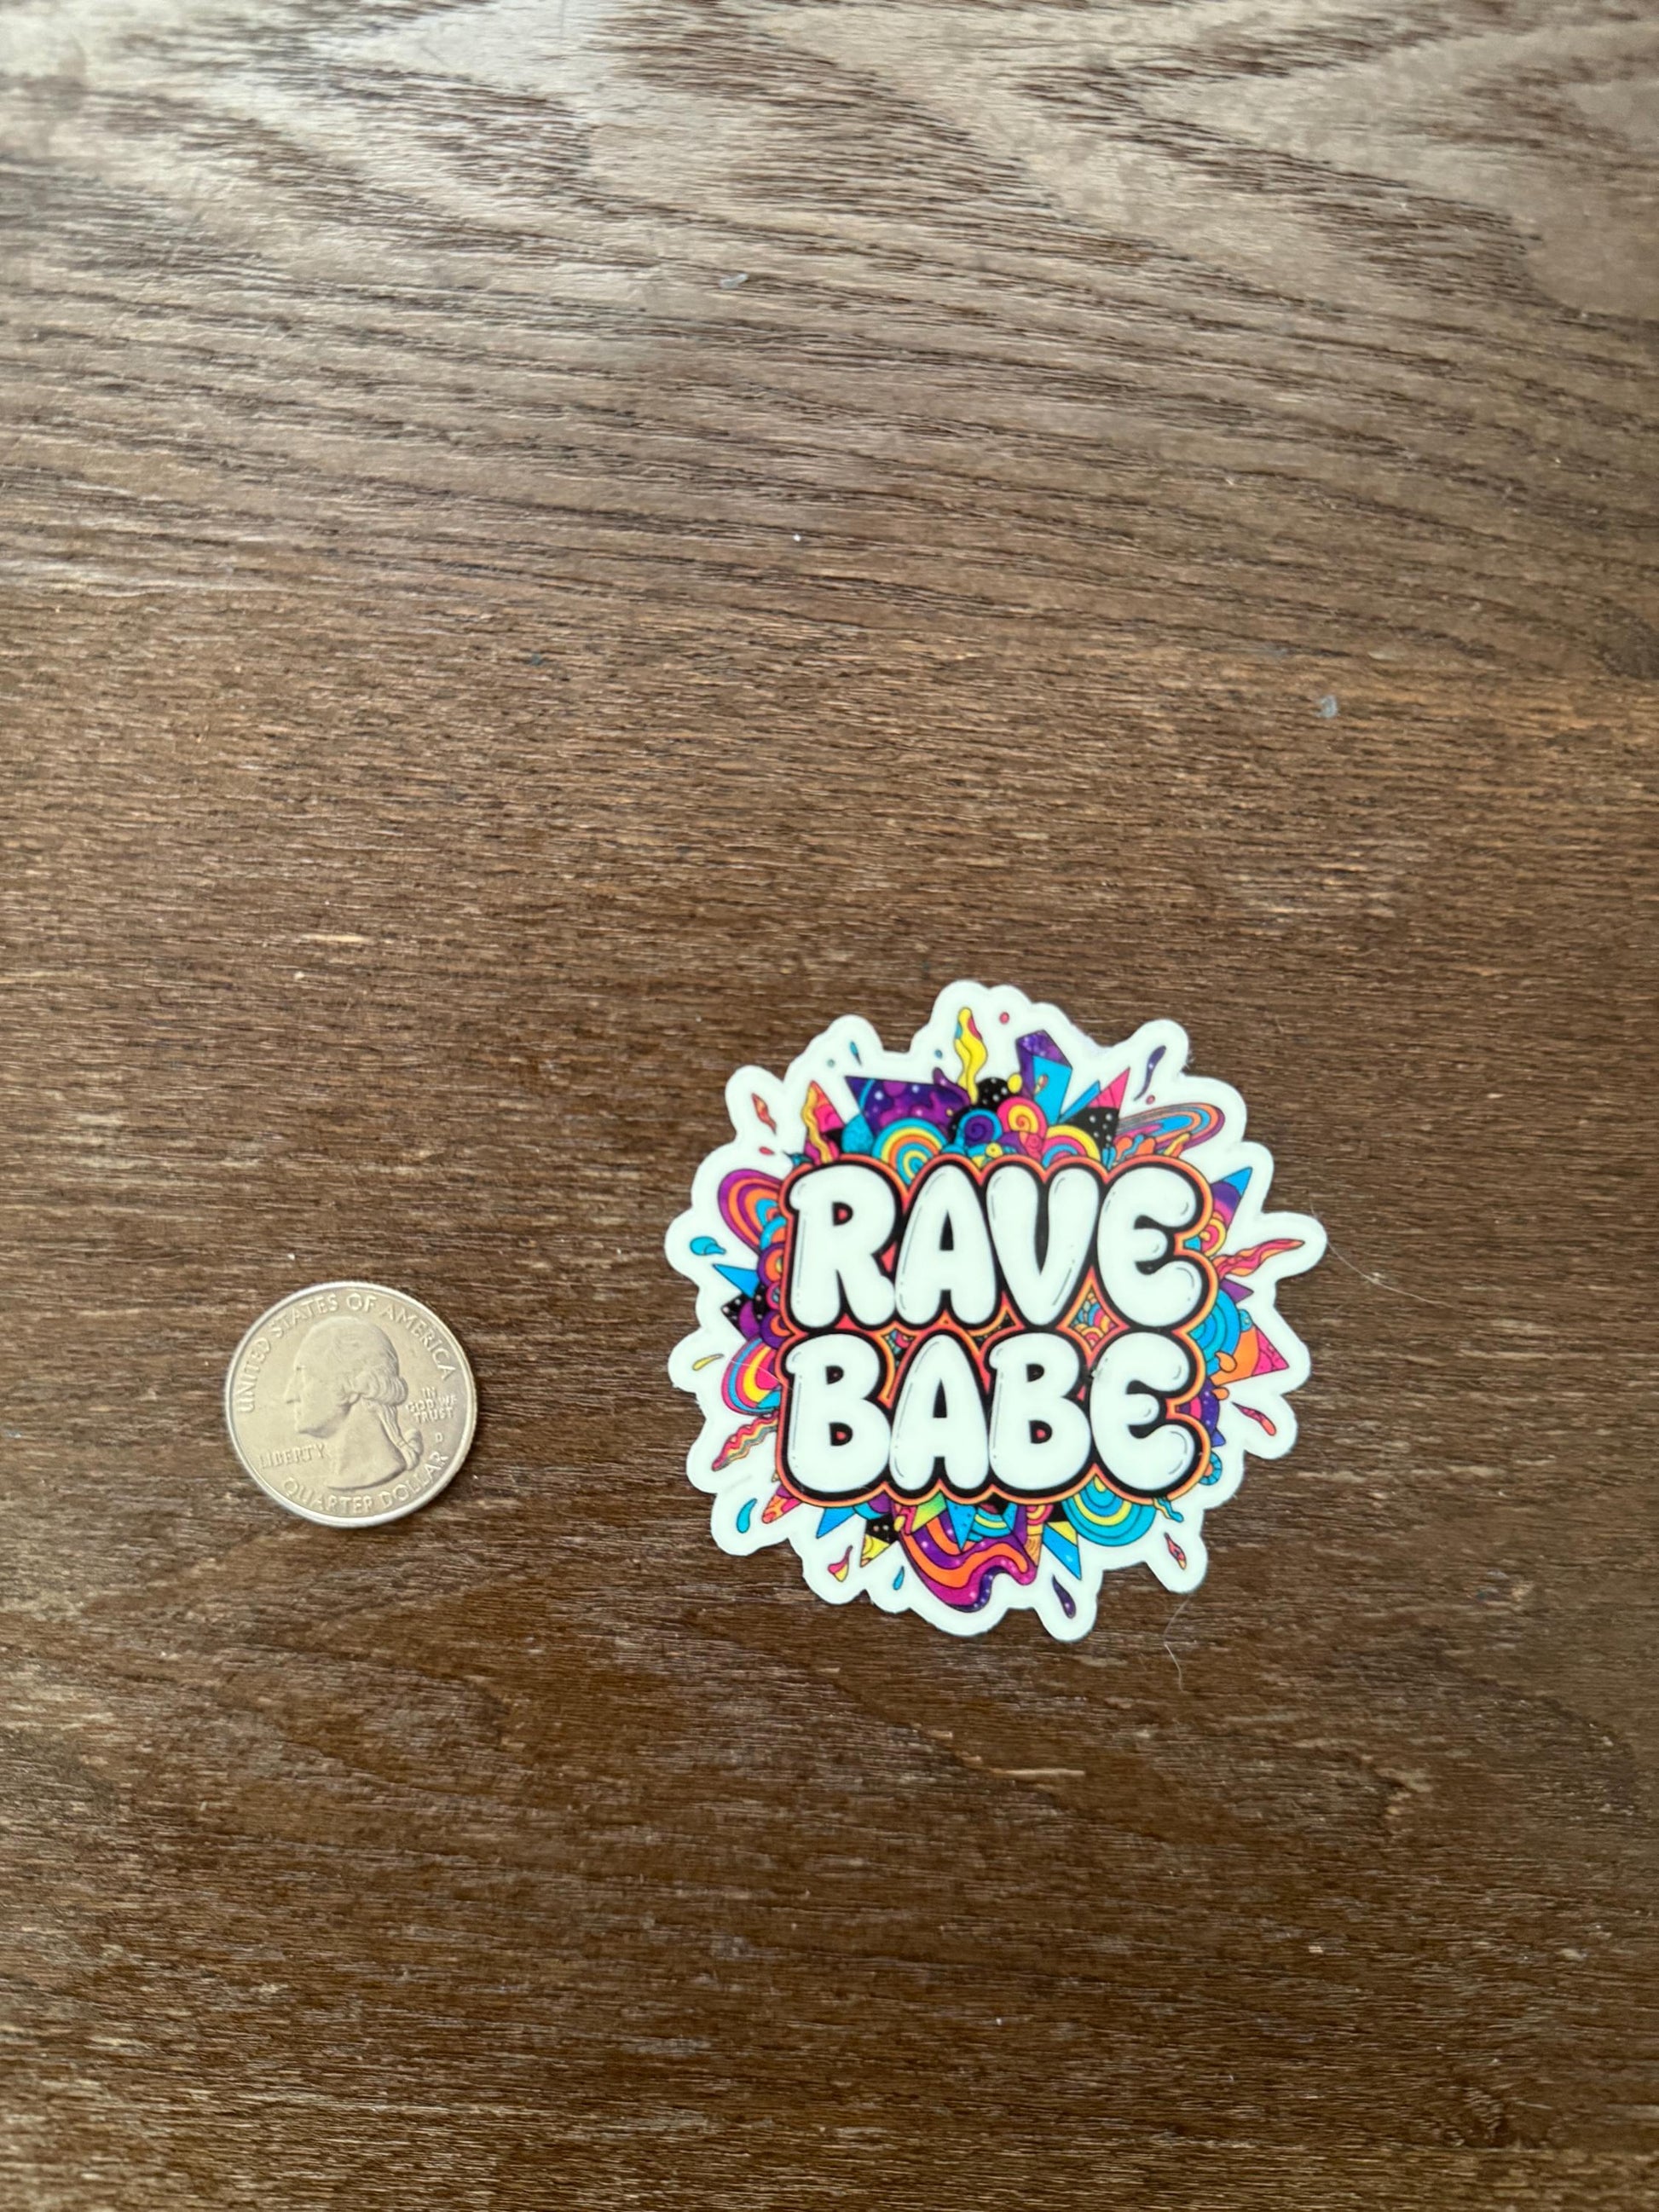 UNITED STATES OF AMERICA
IN
GOD WE
TRUST
D
LIBERTY
QUARTER DOLLAR
RAVE
BABE